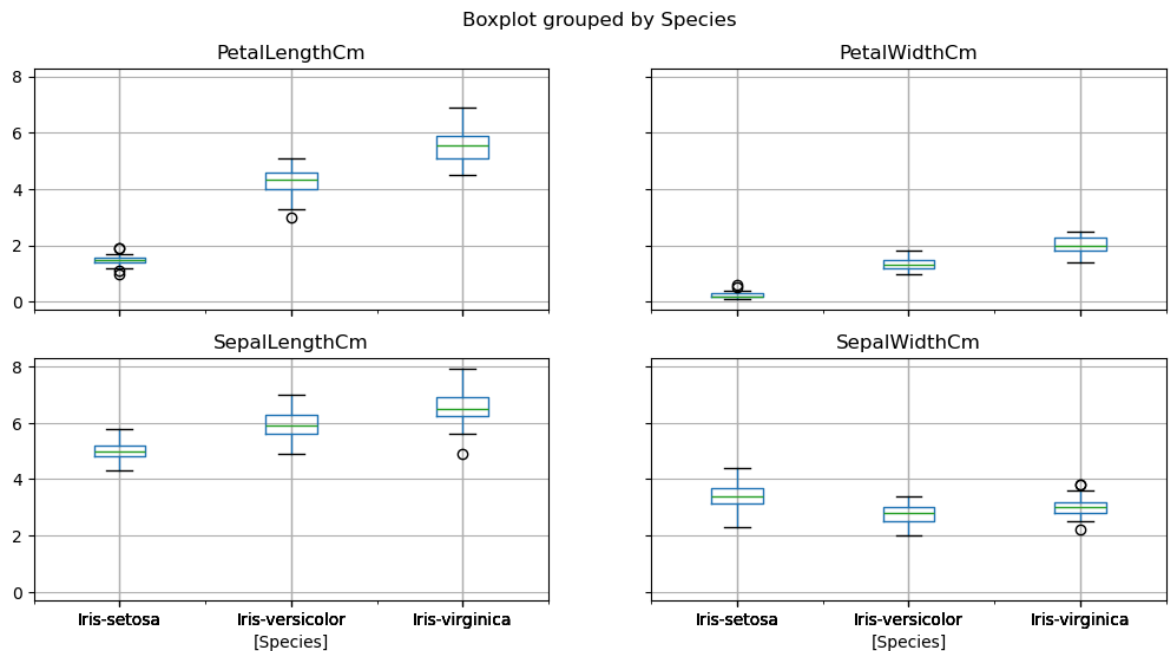 Boxplot grouped by Species
PetalLengthCm
PetalWidthCm
8
6
4
2
0
SepalLengthCm
SepalWidthCm
8
6
4
2
0
Iris-setosa Iris-versicolor Iris-virginica
[Species]
Iris-setosa Iris-versicolor Iris-virginica
[Species]